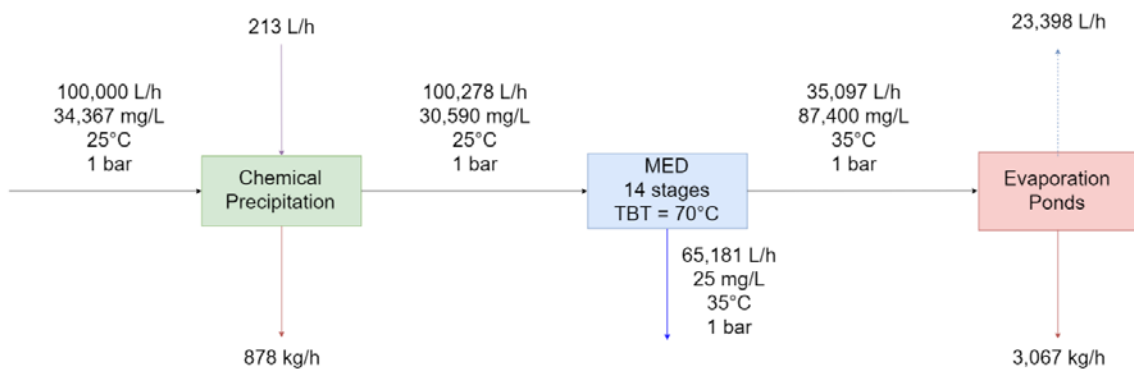 213 L/h
23,398 L/h
100,000 L/h
34,367 mg/L
25°C
1 bar
100,278 L/h
30,590 mg/L
25°C
1 bar
35,097 L/h
87,400 mg/L
35°C
1 bar
Chemical
Precipitation
MED
14 stages
TBT = 70°C
Evaporation
Ponds
65,181 L/h
25 mg/L
35°C
1 bar
878 kg/h
3,067 kg/h